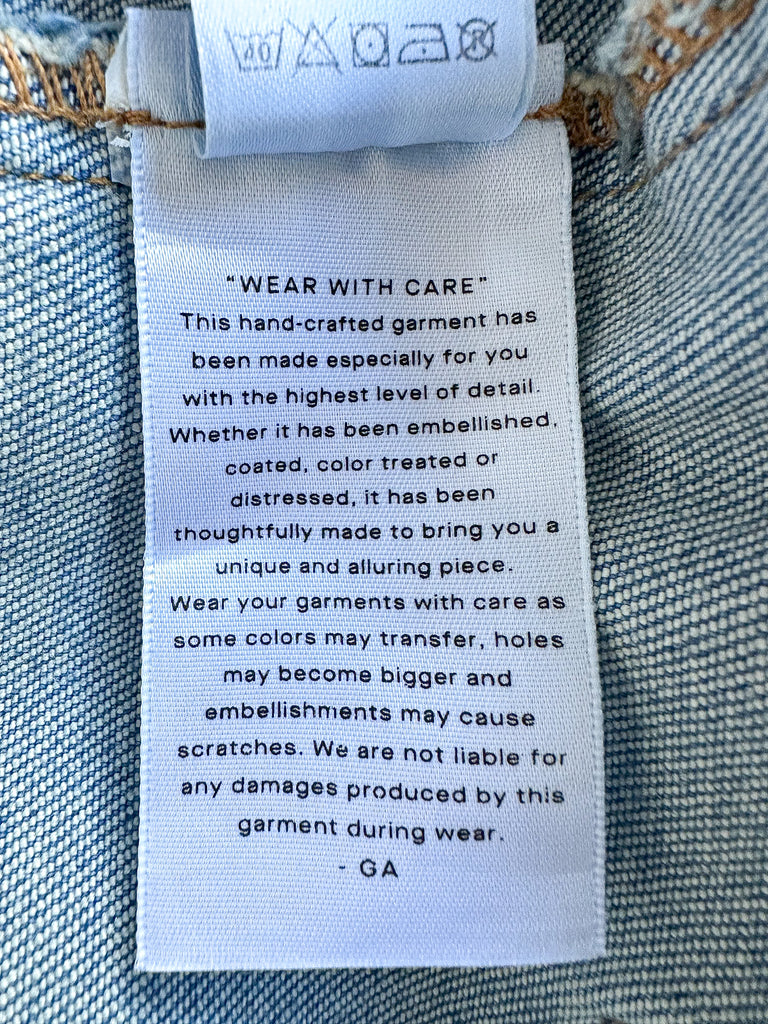 40
"WEAR WITH CARE"
This hand-crafted garment has
been made especially for you
with the highest level of detail.
Whether it has been embellished,
coated, color treated or
distressed, it has been
thoughtfully made to bring you a
unique and alluring piece.
Wear your garments with care as
some colors may transfer, holes
may become bigger and
embellishments may cause
scratches. We are not liable for
any damages produced by this
garment during wear.
- GA